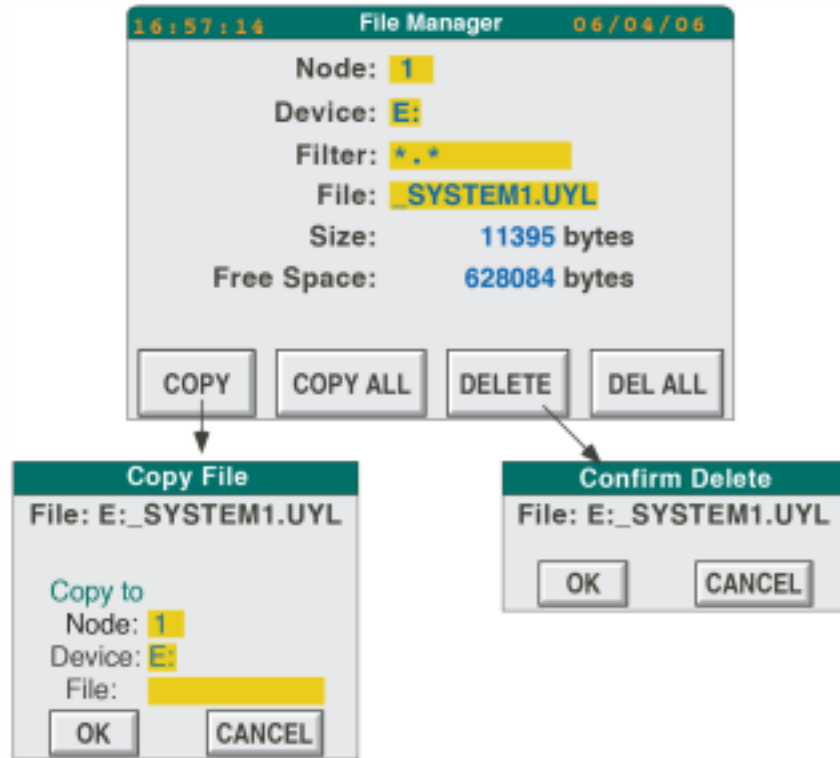 16:57:14 File Manager 06/04/06
Node: 1
Device: E:
Filter: *.*
File: _SYSTEM1.UYL
Size: 11395 bytes
Free Space: 628084 bytes
COPY COPY ALL DELETE DEL ALL
Copy File
File: E:_SYSTEM1.UYL
Copy to
Node: 1
Device: E:
File:
OK CANCEL
Confirm Delete
File: E:_SYSTEM1.UYL
OK CANCEL